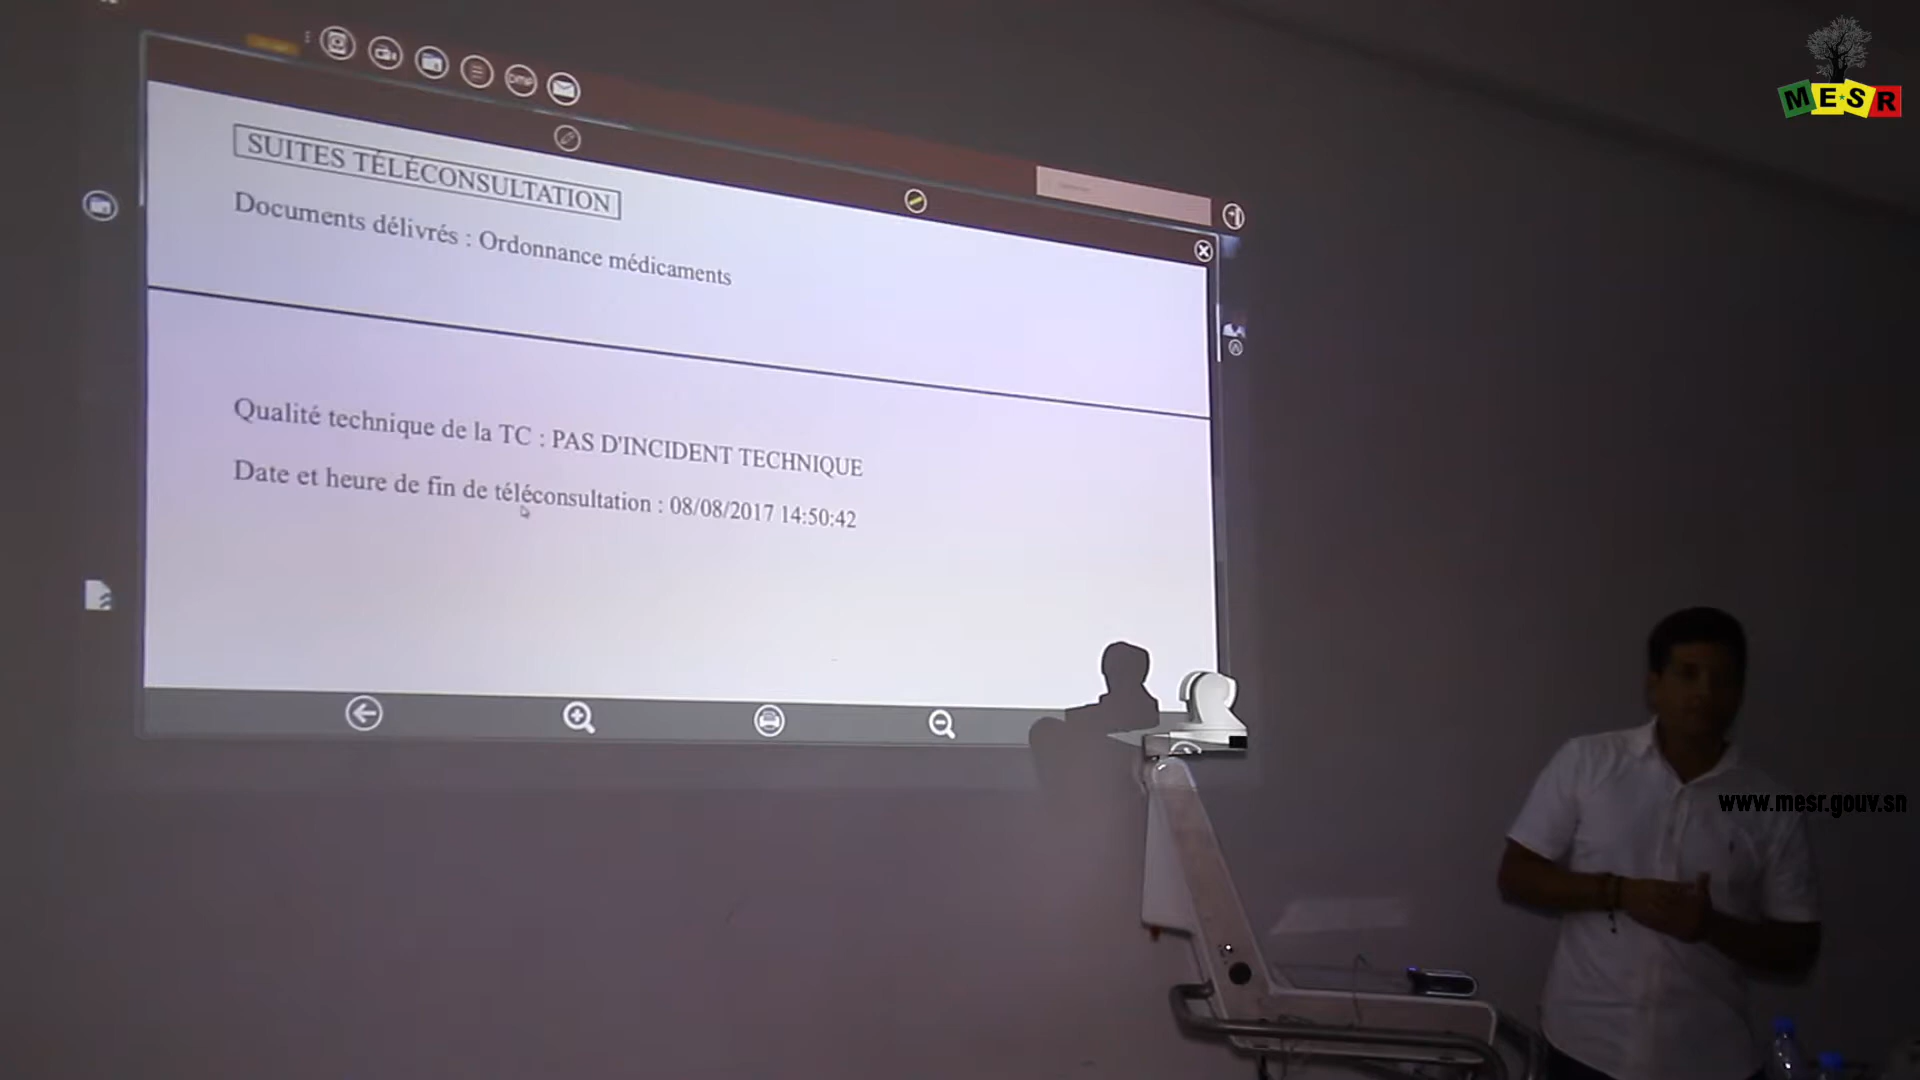 DMP
SUITES TÉLÉCONSULTATION
Documents délivrés : Ordonnance médicaments
Qualité technique de la TC : PAS D'INCIDENT TECHNIQUE
Date et heure de fin de téléconsultation : 08/08/2017 14:50:42
MESR
www.mesr.gouv.sn